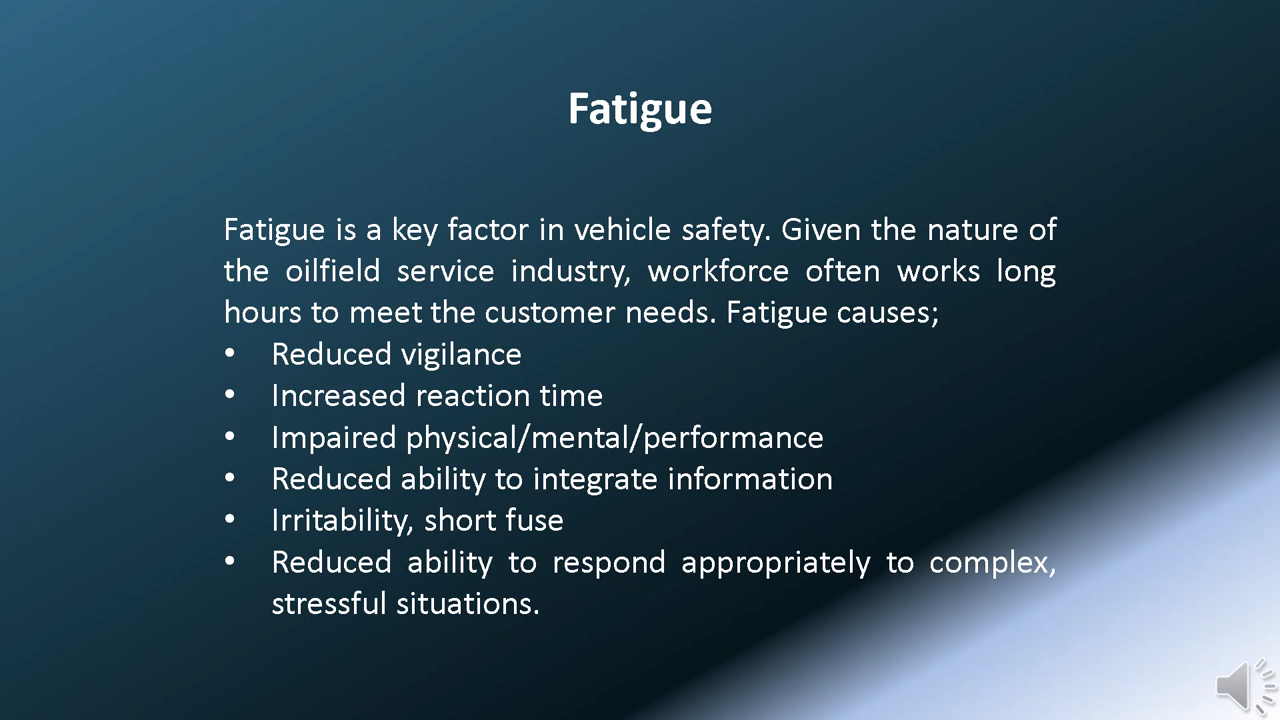 Fatigue
Fatigue is a key factor in vehicle safety. Given the nature of
the oilfield service industry, workforce often works long
hours to meet the customer needs. Fatigue causes;
• Reduced vigilance
• Increased reaction time
• Impaired physical/mental/performance
• Reduced ability to integrate information
• Irritability, short fuse
• Reduced ability to respond appropriately to complex,
stressful situations.